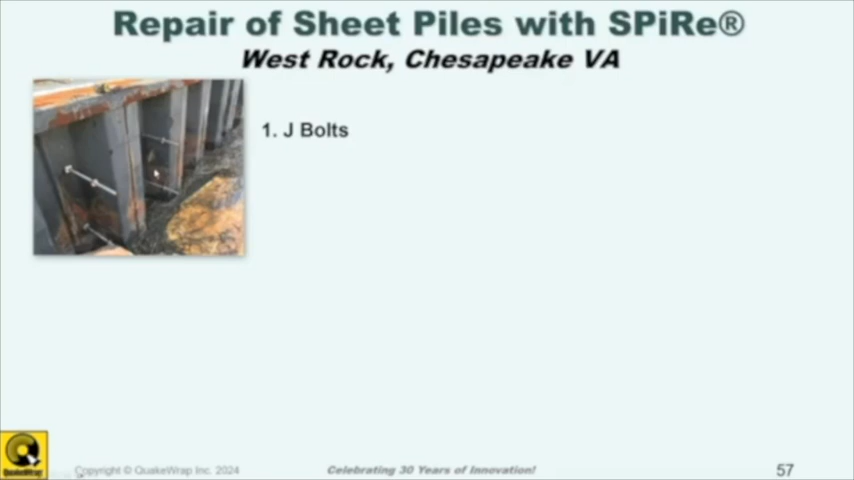 Repair of Sheet Piles with SPiRe®
West Rock, Chesapeake VA
1. J Bolts
QuakeWrap
Copyright © QuakeWrap Inc. 2024
Celebrating 30 Years of Innovation!
57